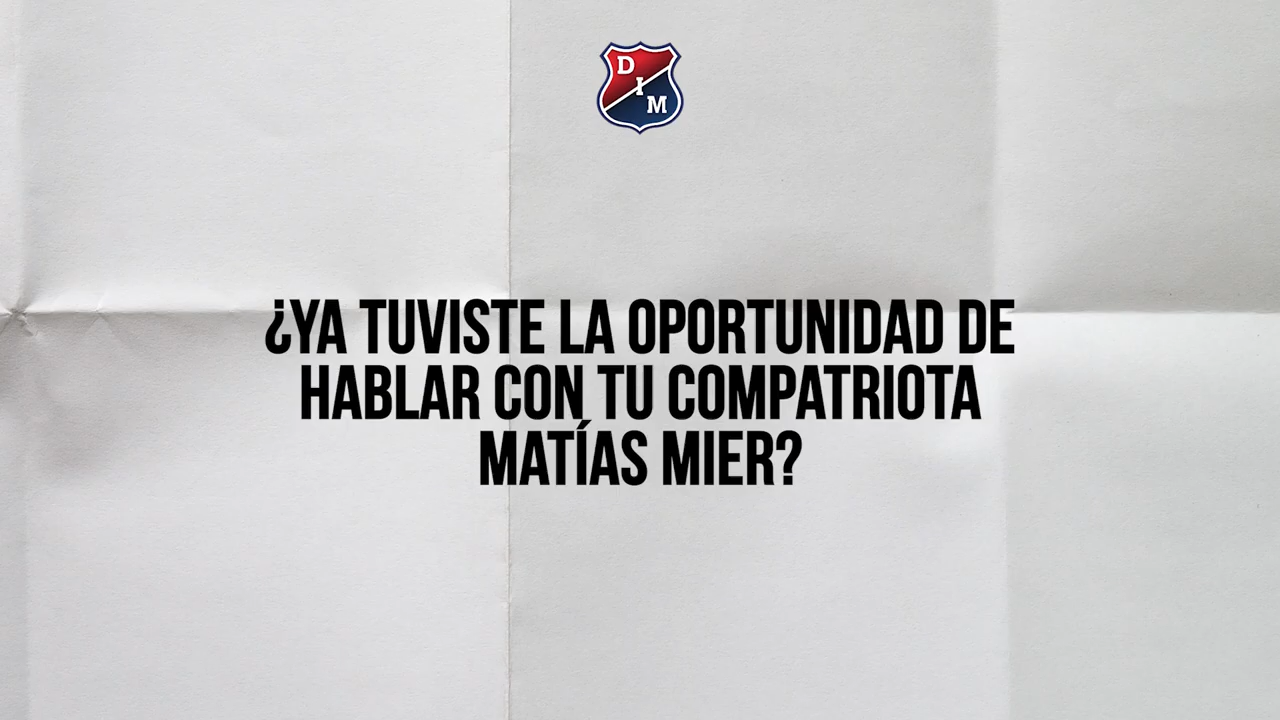 D
I
M
¿YA TUVISTE LA OPORTUNIDAD DE
HABLAR CON TU COMPATRIOTA
MATÍAS MIER?